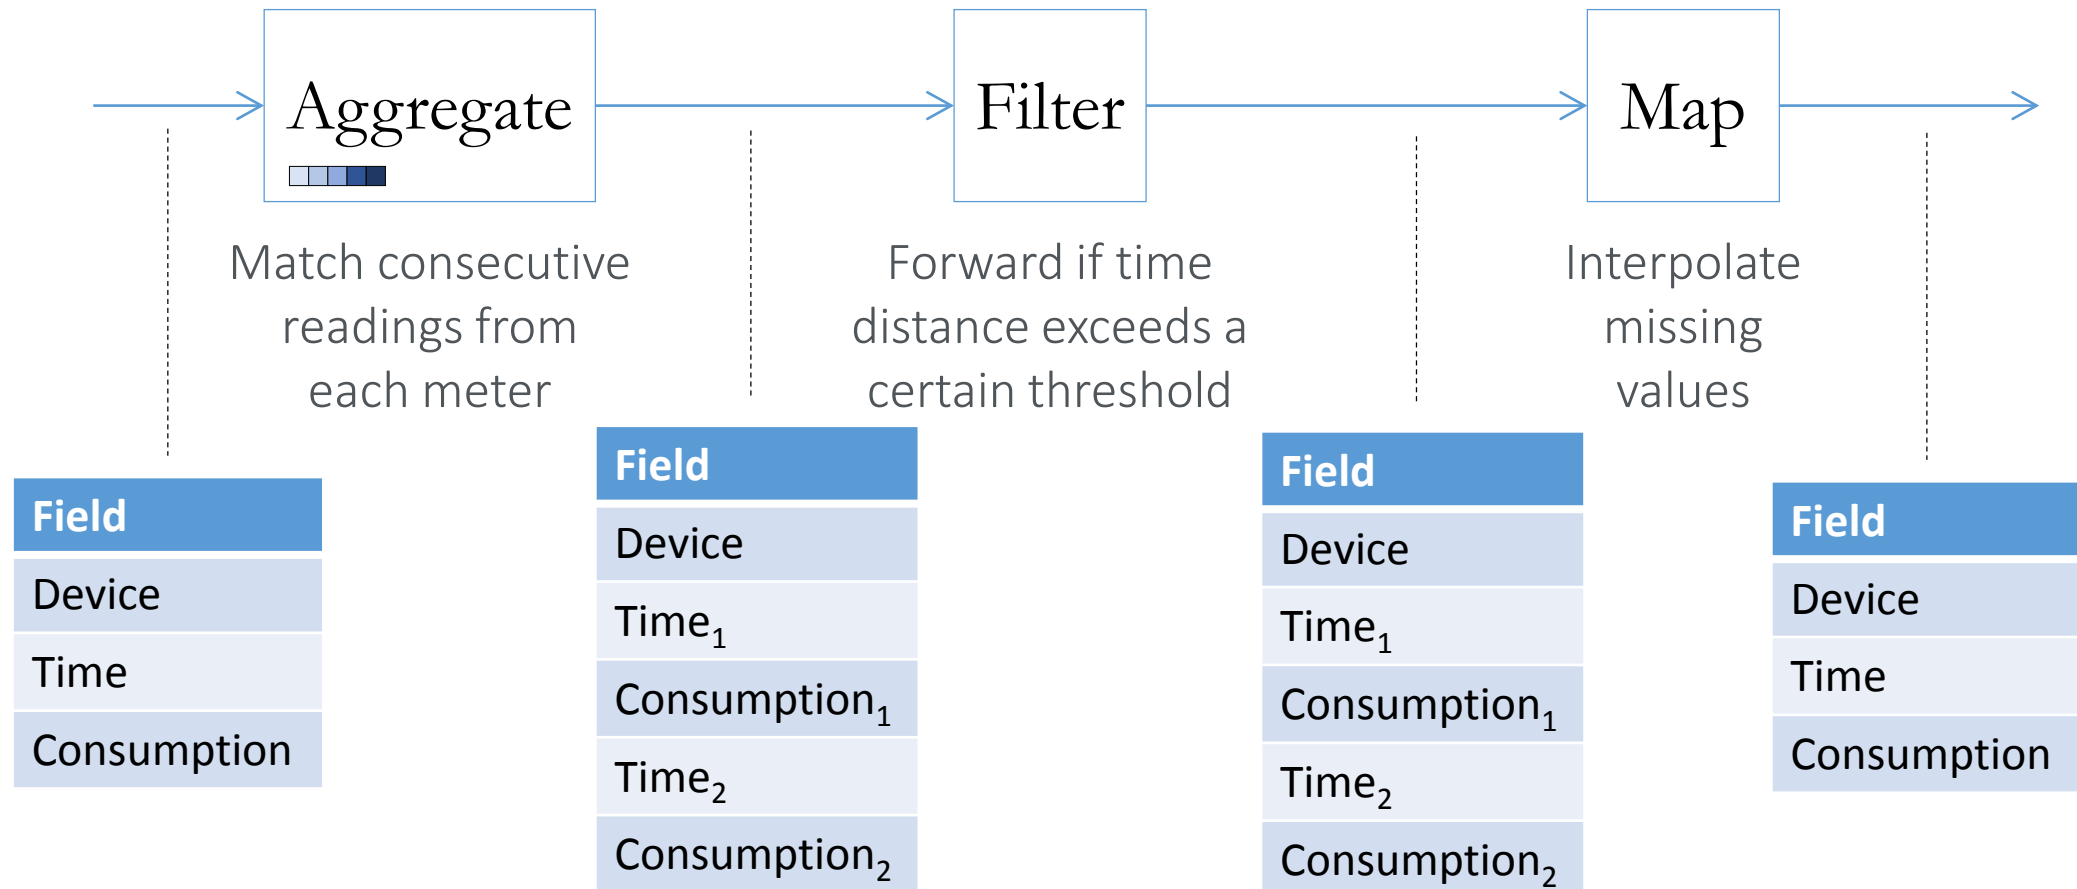 Aggregate
Filter
Map
Match consecutive
readings from
each meter
Forward if time
distance exceeds a
certain threshold
Interpolate
missing
values
Field
Device
Time
Consumption
Field
Device
Time₁
Consumption₁
Time₂
Consumption₂
Field
Device
Time₁
Consumption₁
Time₂
Consumption₂
Field
Device
Time
Consumption